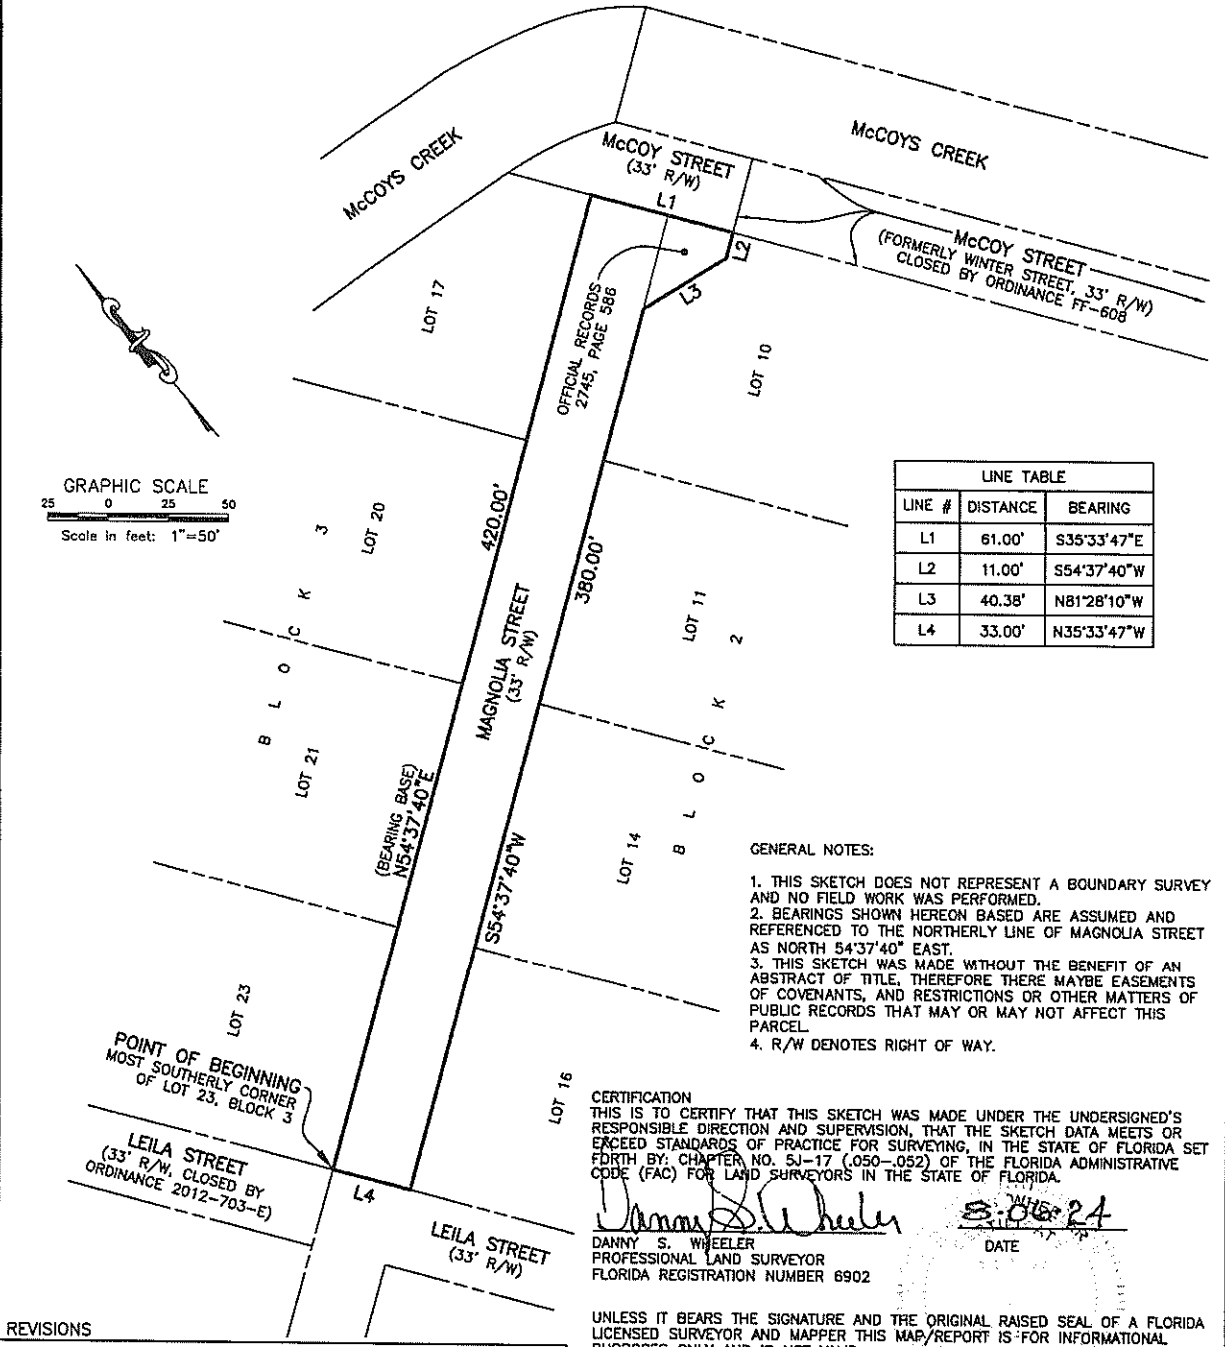 McCOYS CREEK
McCOYS CREEK
McCOY STREET
(33' R/W)
L1
L2
L3
McCOY STREET
(FORMERLY WINTER STREET, 33' R/W)
CLOSED BY ORDINANCE FF-608
LOT 17
OFFICIAL RECORDS
2745, PAGE 586
LOT 10
GRAPHIC SCALE
25 0 25 50
Scale in feet: 1"=50'
LINE TABLE
LINE # DISTANCE BEARING
L1 61.00' S35°33'47"E
L2 11.00' S54°37'40"W
L3 40.38' N81°28'10"W
L4 33.00' N35°33'47"W
LOT 20
BLOCK 3
420.00'
380.00'
MAGNOLIA STREET
(33' R/W)
LOT 11
BLOCK 2
LOT 21
(BEARING BASE)
N54°37'40"E
S54°37'40"W
LOT 14
GENERAL NOTES:
1. THIS SKETCH DOES NOT REPRESENT A BOUNDARY SURVEY
AND NO FIELD WORK WAS PERFORMED.
2. BEARINGS SHOWN HEREON BASED ARE ASSUMED AND
REFERENCED TO THE NORTHERLY LINE OF MAGNOLIA STREET
AS NORTH 54°37'40" EAST.
3. THIS SKETCH WAS MADE WITHOUT THE BENEFIT OF AN
ABSTRACT OF TITLE, THEREFORE THERE MAYBE EASEMENTS
OF COVENANTS, AND RESTRICTIONS OR OTHER MATTERS OF
PUBLIC RECORDS THAT MAY OR MAY NOT AFFECT THIS
PARCEL.
4. R/W DENOTES RIGHT OF WAY.
LOT 23
POINT OF BEGINNING
MOST SOUTHERLY CORNER
OF LOT 23, BLOCK 3
LOT 16
LEILA STREET
(33' R/W, CLOSED BY
ORDINANCE 2012-703-E)
L4
LEILA STREET
(33' R/W)
CERTIFICATION
THIS IS TO CERTIFY THAT THIS SKETCH WAS MADE UNDER THE UNDERSIGNED'S
RESPONSIBLE DIRECTION AND SUPERVISION, THAT THE SKETCH DATA MEETS OR
EXCEED STANDARDS OF PRACTICE FOR SURVEYING, IN THE STATE OF FLORIDA SET
FORTH BY: CHAPTER NO. 5J-17 (.050-.052) OF THE FLORIDA ADMINISTRATIVE
CODE (FAC) FOR LAND SURVEYORS IN THE STATE OF FLORIDA.
Danny S. Wheeler
8-06-24
DANNY S. WHEELER
DATE
PROFESSIONAL LAND SURVEYOR
FLORIDA REGISTRATION NUMBER 6902
UNLESS IT BEARS THE SIGNATURE AND THE ORIGINAL RAISED SEAL OF A FLORIDA
LICENSED SURVEYOR AND MAPPER THIS MAP/REPORT IS FOR INFORMATIONAL
REVISIONS